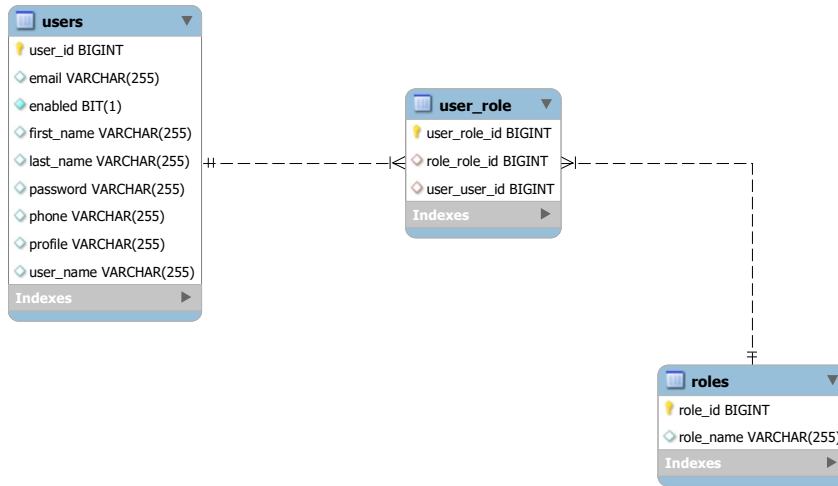 users
user_id BIGINT
email VARCHAR(255)
enabled BIT(1)
first_name VARCHAR(255)
last_name VARCHAR(255)
password VARCHAR(255)
phone VARCHAR(255)
profile VARCHAR(255)
user_name VARCHAR(255)
Indexes
user_role
user_role_id BIGINT
role_role_id BIGINT
user_user_id BIGINT
Indexes
roles
role_id BIGINT
role_name VARCHAR(255)
Indexes